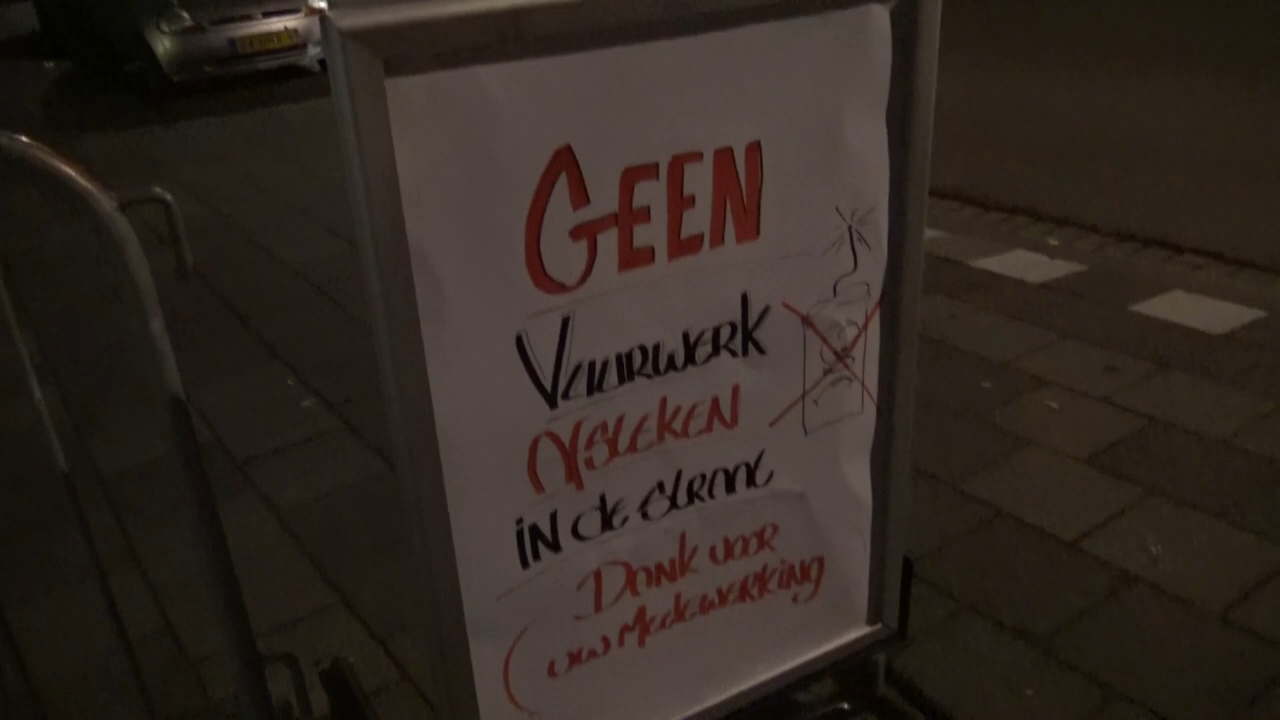 GEEN
VUURWERK
AFSTEKEN
IN de STRAAT
DANK VOOR
UW MEDEWERKING